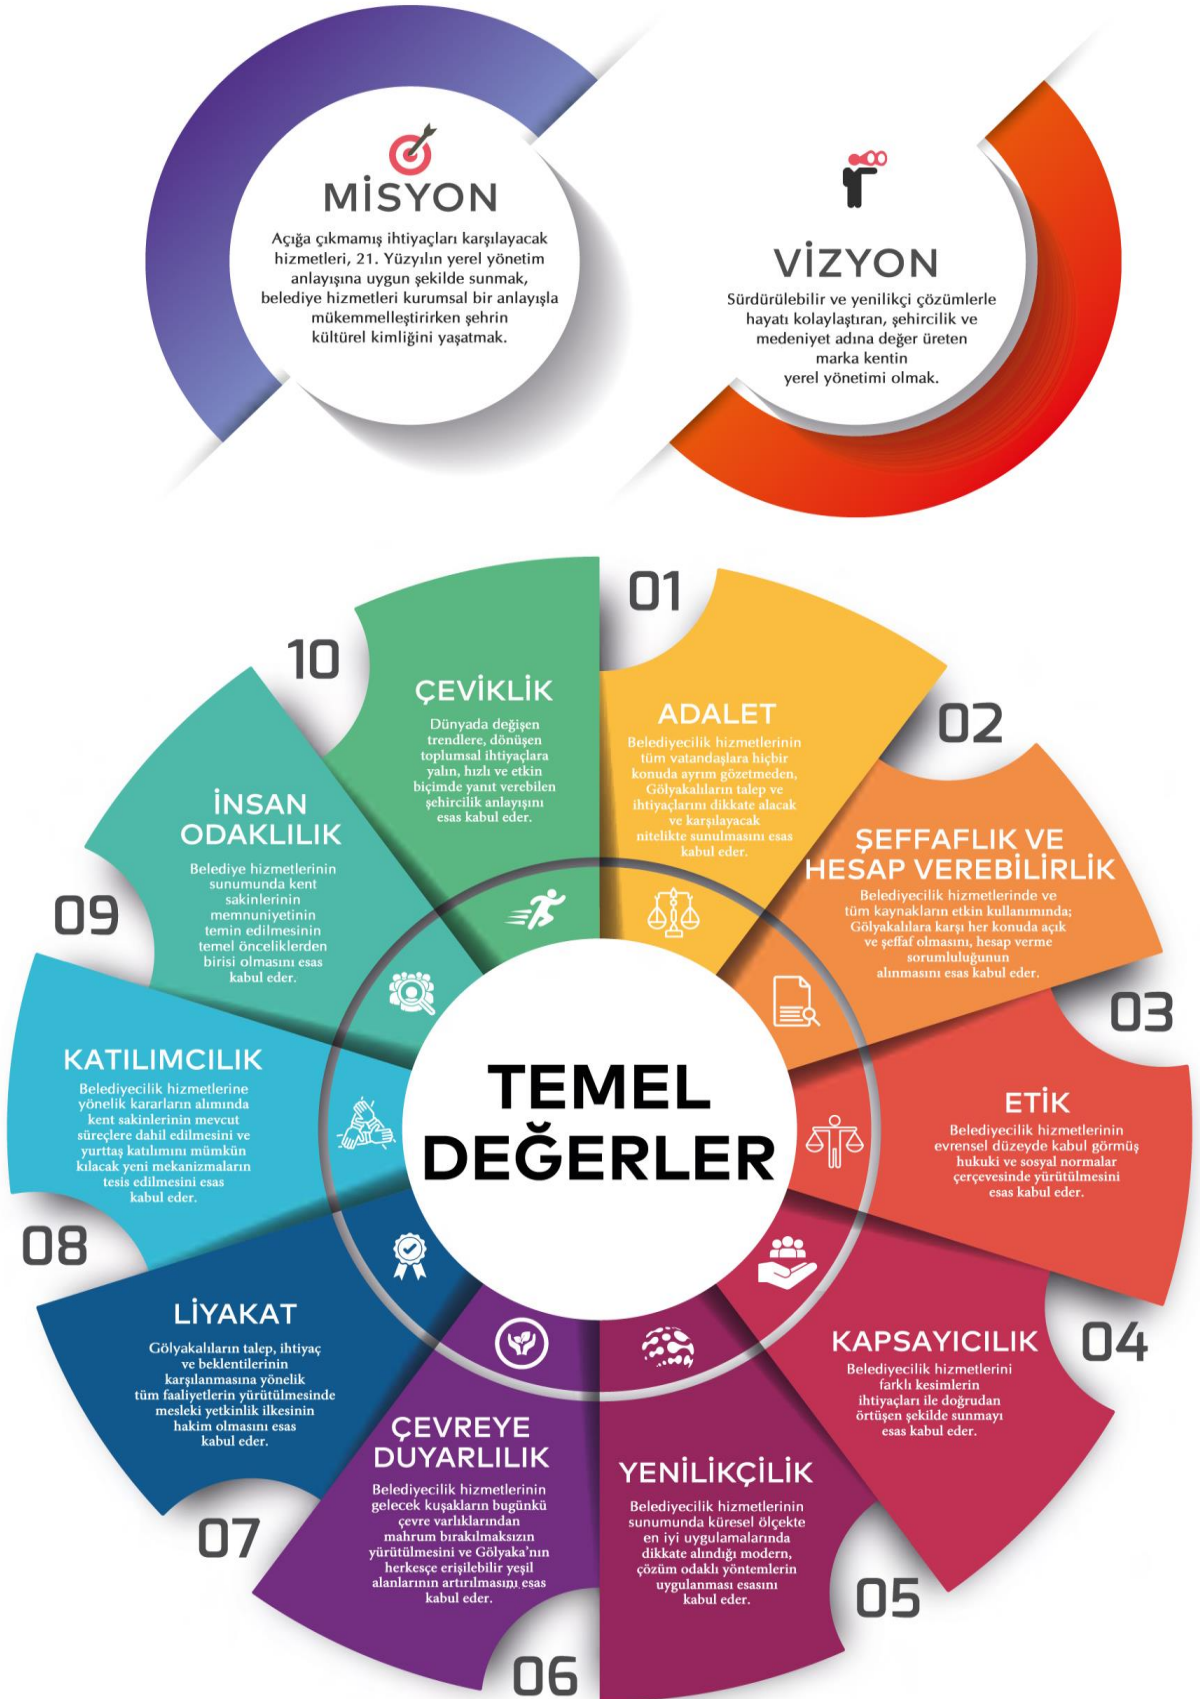 MİSYON
Açığa çıkmamış ihtiyaçları karşılayacak
hizmetleri, 21. Yüzyılın yerel yönetim
anlayışına uygun şekilde sunmak,
belediye hizmetleri kurumsal bir anlayışla
mükemmelleştirirken şehrin
kültürel kimliğini yaşatmak.
VİZYON
Sürdürülebilir ve yenilikçi çözümlerle
hayatı kolaylaştıran, şehircilik ve
medeniyet adına değer üreten
marka kentin
yerel yönetimi olmak.
TEMEL
DEĞERLER
01
ADALET
Belediyecilik hizmetlerinin
tüm vatandaşlara hiçbir
konuda ayrım gözetmeden,
Gölyakalıların talep ve
ihtiyaçlarını dikkate alacak
ve karşılayacak
nitelikte sunulmasını esas
kabul eder.
02
ŞEFFAFLIK VE
HESAP VEREBİLİRLİK
Belediyecilik hizmetlerinde ve
tüm kaynakların etkin kullanımında;
Gölyakalılara karşı her konuda açık
ve şeffaf olmasını, hesap verme
sorumluluğunun
alınmasını esas kabul eder.
03
ETİK
Belediyecilik hizmetlerinin
evrensel düzeyde kabul görmüş
hukuki ve sosyal normalar
çerçevesinde yürütülmesini
esas kabul eder.
04
KAPSAYICILIK
Belediyecilik hizmetlerini
farklı kesimlerin
ihtiyaçları ile doğrudan
örtüşen şekilde sunmayı
esas kabul eder.
05
YENİLİKÇİLİK
Belediyecilik hizmetlerinin
sunumunda küresel ölçekte
en iyi uygulamalarında
dikkate alındığı modern,
çözüm odaklı yöntemlerin
uygulanması esasını
kabul eder.
06
ÇEVREYE
DUYARLILIK
Belediyecilik hizmetlerinin
gelecek kuşakların bugünkü
çevre varlıklarından
mahrum bırakılmaksızın
yürütülmesini ve Gölyaka'nın
herkesçe erişilebilir yeşil
alanlarının artırılmasını esas
kabul eder.
07
LİYAKAT
Gölyakalıların talep, ihtiyaç
ve beklentilerinin
karşılanmasına yönelik
tüm faaliyetlerin yürütülmesinde
mesleki yetkinlik ilkesinin
hakim olmasını esas
kabul eder.
08
KATILIMCILIK
Belediyecilik hizmetlerine
yönelik kararların alımında
kent sakinlerinin mevcut
süreçlere dahil edilmesini ve
yurttaş katılımını mümkün
kılacak yeni mekanizmaların
tesis edilmesini esas
kabul eder.
09
İNSAN
ODAKLILIK
Belediye hizmetlerinin
sunumunda kent
sakinlerinin
memnuniyetinin
temin edilmesinin
temel önceliklerden
birisi olmasını esas
kabul eder.
10
ÇEVİKLİK
Dünyada değişen
trendlere, dönüşen
toplumsal ihtiyaçlara
yalın, hızlı ve etkin
biçimde yanıt verebilen
şehircilik anlayışını
esas kabul eder.